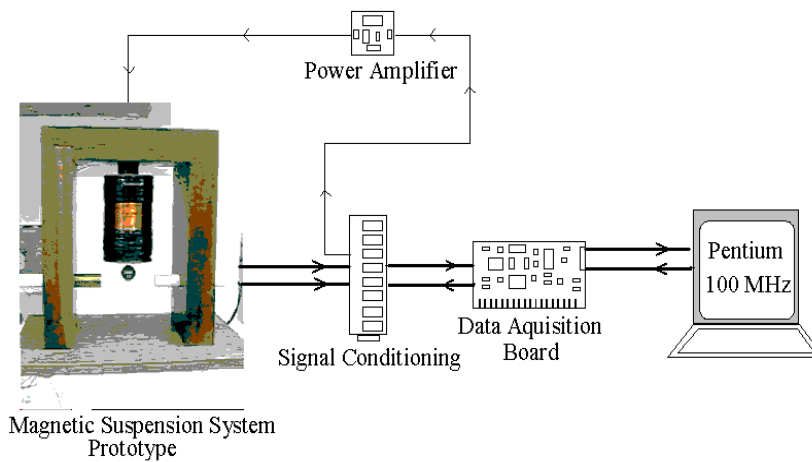 Power Amplifier
Pentium
100 MHz
Signal Conditioning
Data Aquisition
Board
Magnetic Suspension System
Prototype